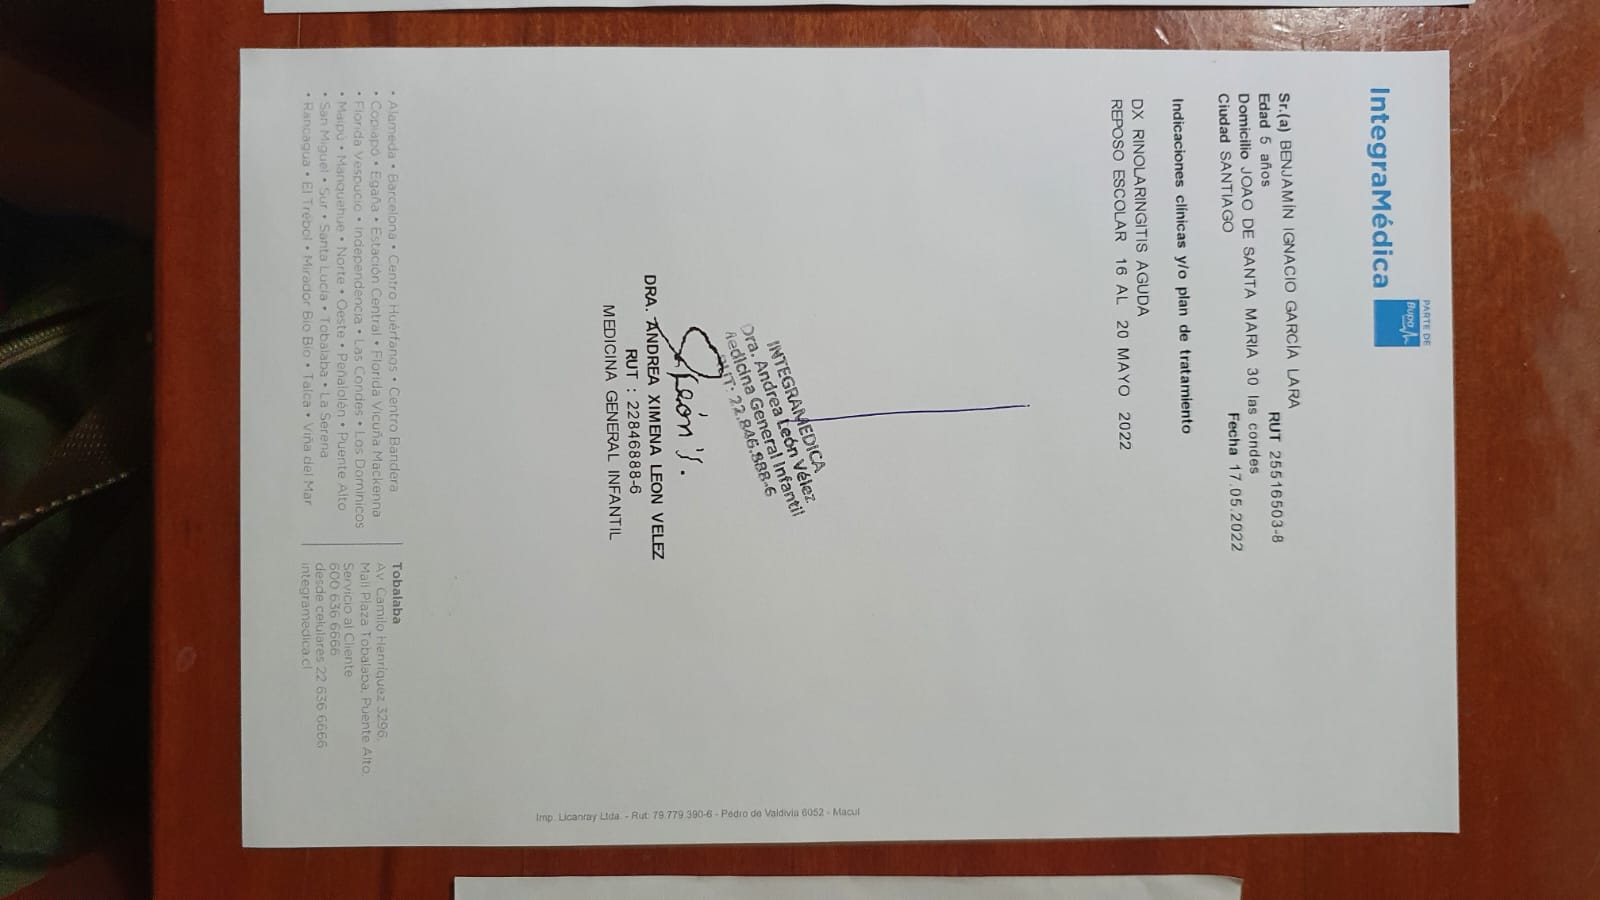 PARTE DE
Bupa
IntegraMédica
Sr.(a) BENJAMÍN IGNACIO GARCÍA LARA
Edad 5 años RUT 25516503-8
Domicilio JOAO DE SANTA MARIA 30 las condes
Ciudad SANTIAGO Fecha 17.05.2022
Indicaciones clínicas y/o plan de tratamiento
DX RINOLARINGITIS AGUDA
REPOSO ESCOLAR 16 AL 20 MAYO 2022
INTEGRAMEDICA
Dra. Andrea León Vélez
Medicina General Infantil
RUT: 22.846.888-6
León V.
DRA. ANDREA XIMENA LEON VELEZ
RUT : 22846888-6
MEDICINA GENERAL INFANTIL
Imp. Licanray Ltda. - Rut: 79.779.390-6 - Pedro de Valdivia 6052 - Macul
• Alameda • Barcelona • Centro Huérfanos • Centro Bandera
• Copiapó • Egaña • Estación Central • Florida Vicuña Mackenna
• Florida Vespucio • Independencia • Las Condes • Los Dominicos
• Maipú • Manquehue • Norte • Oeste • Peñalolén • Puente Alto
• San Miguel • Sur • Santa Lucía • Tobalaba • La Serena
• Rancagua • El Trébol • Mirador Bío Bío • Talca • Viña del Mar
Tobalaba
Av. Camilo Henríquez 3296,
Mall Plaza Tobalaba, Puente Alto.
Servicio al Cliente
600 636 6666
desde celulares 22 636 6666
integramedica.cl